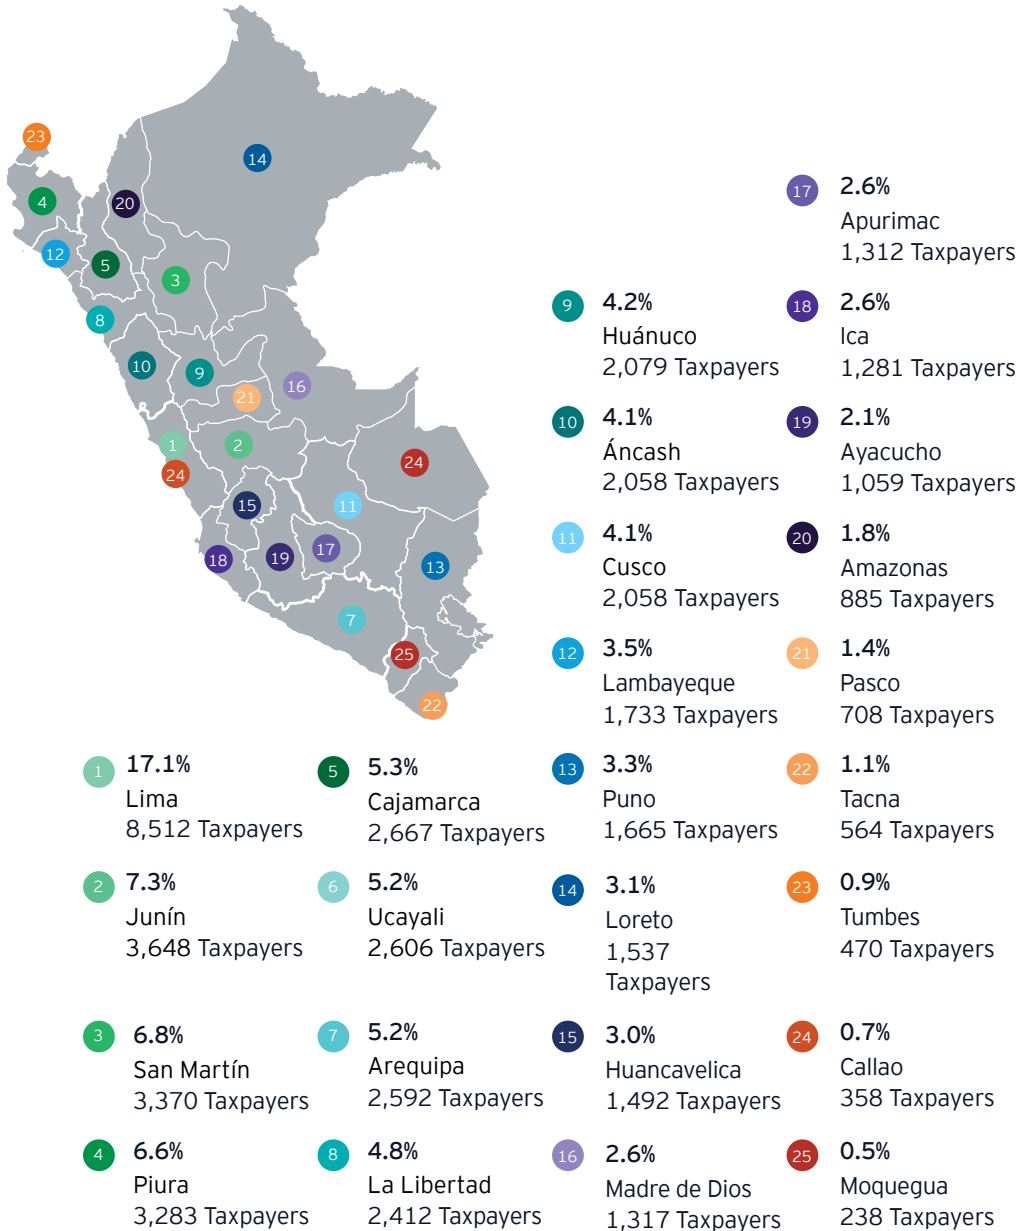 23
14
4
20
12
5
3
8
10
9
16
21
1
2
24
24
15
11
18
19
17
13
7
25
22
17
2.6%
Apurimac
1,312 Taxpayers
9
4.2%
Huánuco
2,079 Taxpayers
18
2.6%
Ica
1,281 Taxpayers
10
4.1%
Áncash
2,058 Taxpayers
19
2.1%
Ayacucho
1,059 Taxpayers
11
4.1%
Cusco
2,058 Taxpayers
20
1.8%
Amazonas
885 Taxpayers
12
3.5%
Lambayeque
1,733 Taxpayers
21
1.4%
Pasco
708 Taxpayers
1
17.1%
Lima
8,512 Taxpayers
5
5.3%
Cajamarca
2,667 Taxpayers
13
3.3%
Puno
1,665 Taxpayers
22
1.1%
Tacna
564 Taxpayers
2
7.3%
Junín
3,648 Taxpayers
6
5.2%
Ucayali
2,606 Taxpayers
14
3.1%
Loreto
1,537
Taxpayers
23
0.9%
Tumbes
470 Taxpayers
3
6.8%
San Martín
3,370 Taxpayers
7
5.2%
Arequipa
2,592 Taxpayers
15
3.0%
Huancavelica
1,492 Taxpayers
24
0.7%
Callao
358 Taxpayers
4
6.6%
Piura
3,283 Taxpayers
8
4.8%
La Libertad
2,412 Taxpayers
16
2.6%
Madre de Dios
1,317 Taxpayers
25
0.5%
Moquegua
238 Taxpayers